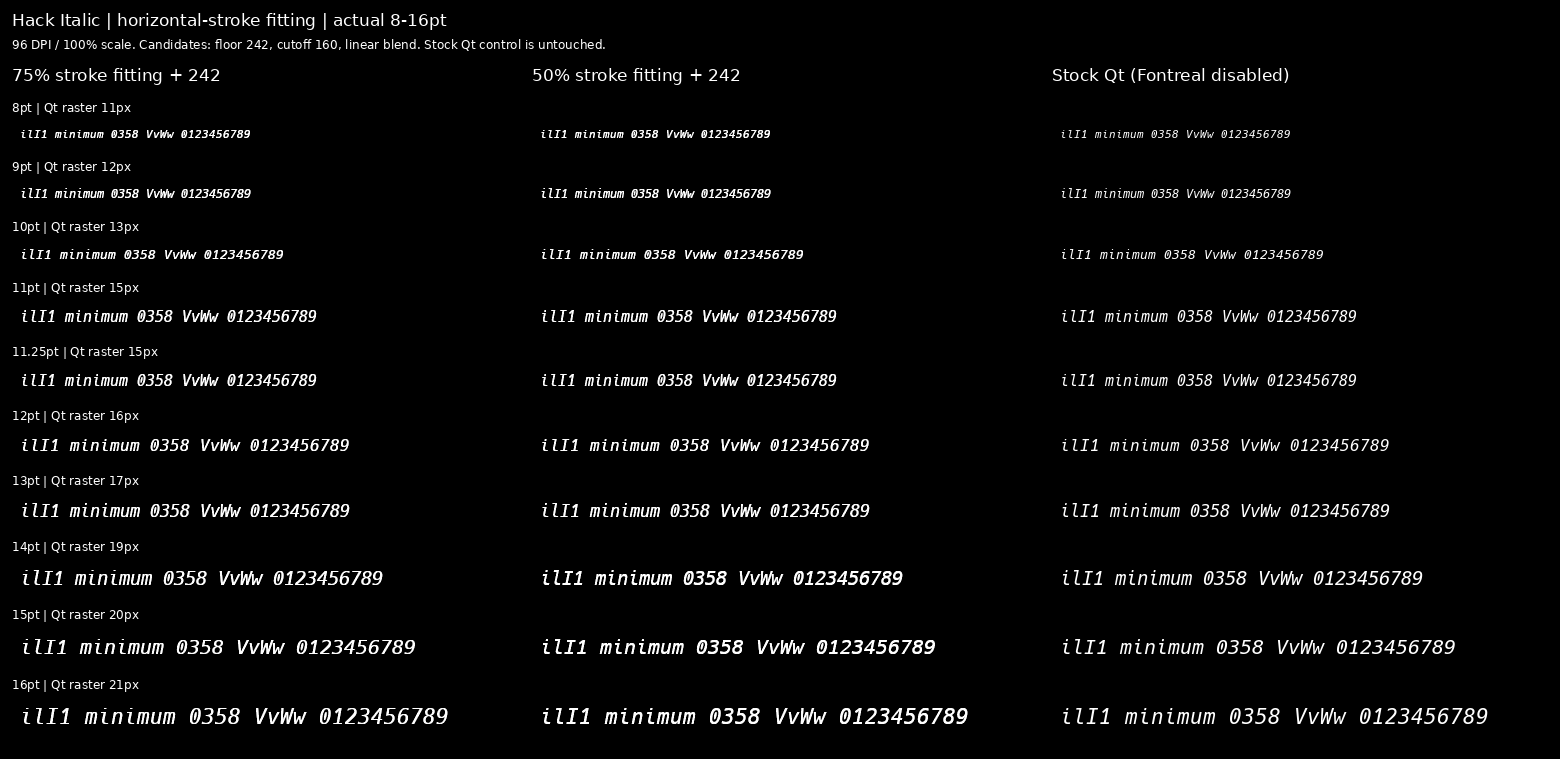 Hack Italic | horizontal-stroke fitting | actual 8-16pt
96 DPI / 100% scale. Candidates: floor 242, cutoff 160, linear blend. Stock Qt control is untouched.
75% stroke fitting + 242 50% stroke fitting + 242 Stock Qt (Fontreal disabled)
8pt | Qt raster 11px
ilI1 minimum 0358 VvWw 0123456789 ilI1 minimum 0358 VvWw 0123456789 ilI1 minimum 0358 VvWw 0123456789
9pt | Qt raster 12px
ilI1 minimum 0358 VvWw 0123456789 ilI1 minimum 0358 VvWw 0123456789 ilI1 minimum 0358 VvWw 0123456789
10pt | Qt raster 13px
ilI1 minimum 0358 VvWw 0123456789 ilI1 minimum 0358 VvWw 0123456789 ilI1 minimum 0358 VvWw 0123456789
11pt | Qt raster 15px
ilI1 minimum 0358 VvWw 0123456789 ilI1 minimum 0358 VvWw 0123456789 ilI1 minimum 0358 VvWw 0123456789
11.25pt | Qt raster 15px
ilI1 minimum 0358 VvWw 0123456789 ilI1 minimum 0358 VvWw 0123456789 ilI1 minimum 0358 VvWw 0123456789
12pt | Qt raster 16px
ilI1 minimum 0358 VvWw 0123456789 ilI1 minimum 0358 VvWw 0123456789 ilI1 minimum 0358 VvWw 0123456789
13pt | Qt raster 17px
ilI1 minimum 0358 VvWw 0123456789 ilI1 minimum 0358 VvWw 0123456789 ilI1 minimum 0358 VvWw 0123456789
14pt | Qt raster 19px
ilI1 minimum 0358 VvWw 0123456789 ilI1 minimum 0358 VvWw 0123456789 ilI1 minimum 0358 VvWw 0123456789
15pt | Qt raster 20px
ilI1 minimum 0358 VvWw 0123456789 ilI1 minimum 0358 VvWw 0123456789 ilI1 minimum 0358 VvWw 0123456789
16pt | Qt raster 21px
ilI1 minimum 0358 VvWw 0123456789 ilI1 minimum 0358 VvWw 0123456789 ilI1 minimum 0358 VvWw 0123456789